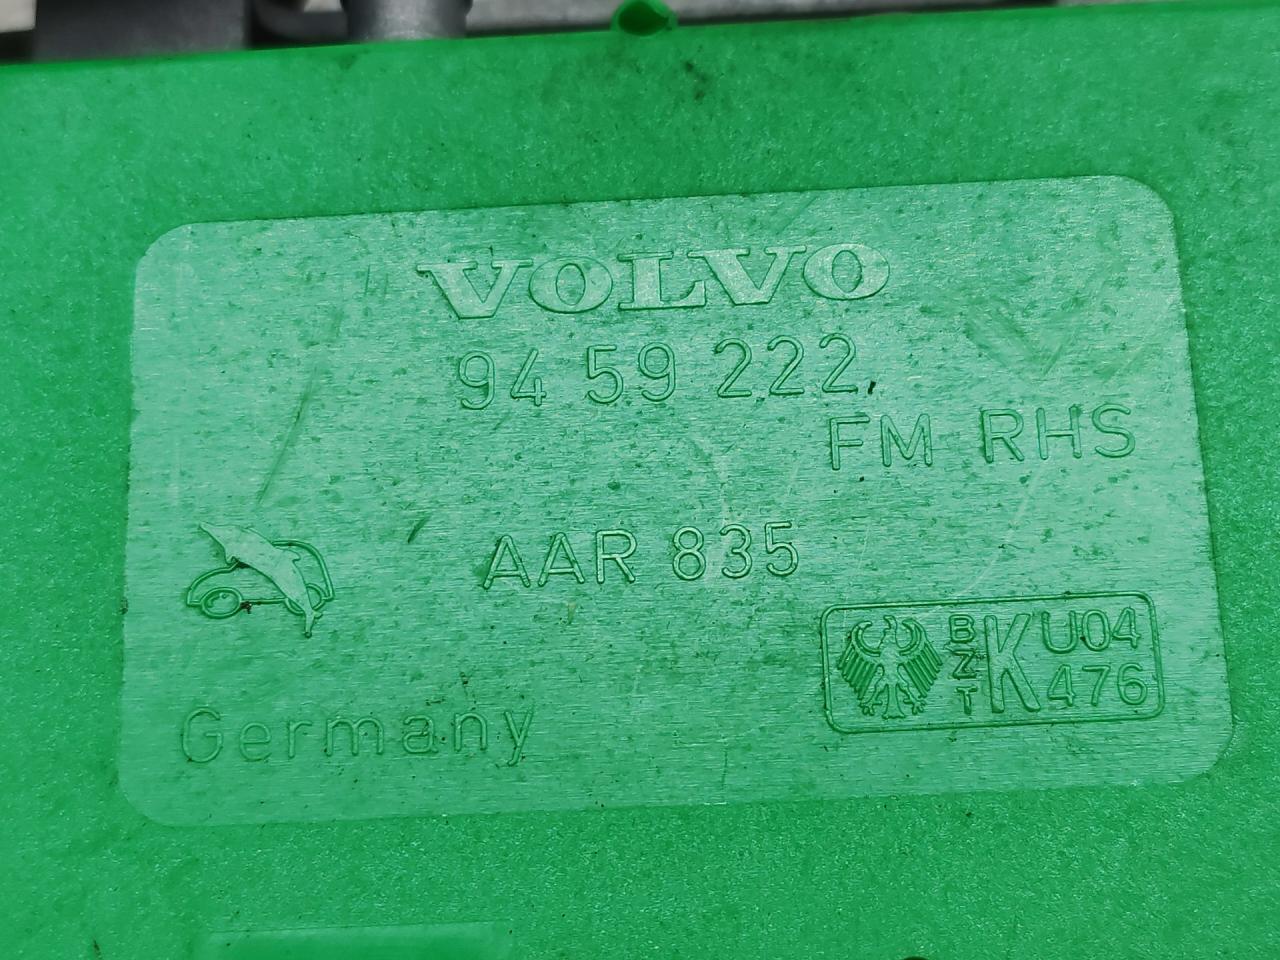 VOLVO
94 59 222
FM RHS
AAR 835
BZT K U04 476
Germany